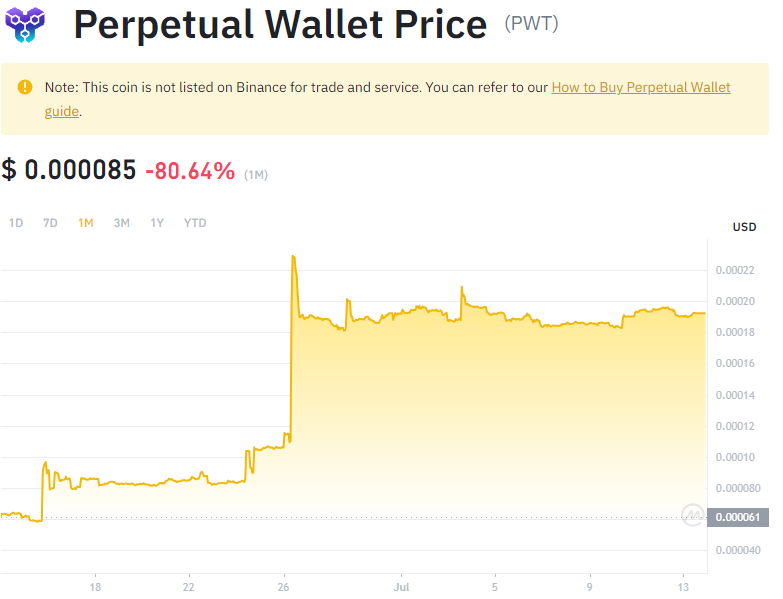 Perpetual Wallet Price (PWT)
Note: This coin is not listed on Binance for trade and service. You can refer to our How to Buy Perpetual Wallet
guide.
$ 0.000085 -80.64% (1M)
1D 7D 1M 3M 1Y YTD
USD
0.00022
0.00020
0.00018
0.00016
0.00014
0.00012
0.00010
0.000080
0.000061
0.000040
18 22 26 Jul 5 9 13